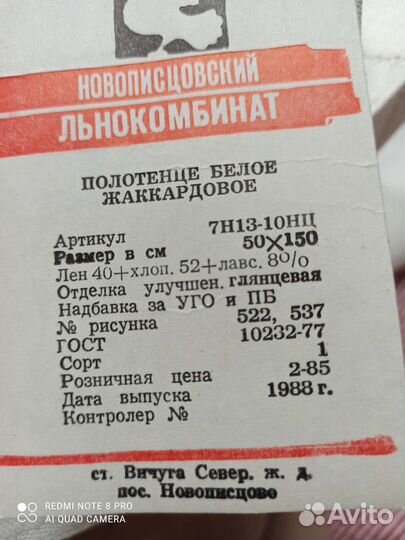 НОВОПИСЦОВСКИЙ
ЛЬНОКОМБИНАТ
ПОЛОТЕНЦЕ БЕЛОЕ
ЖАККАРДОВОЕ
Артикул 7Н13-10НЦ
Размер в см 50×150
Лен 40+хлоп. 52+лавс. 8%
Отделка улучшен. глянцевая
Надбавка за УГО и ПБ
№ рисунка 522, 537
ГОСТ 10232-77
Сорт 1
Розничная цена 2-85
Дата выпуска 1988 г.
Контролер №
ст. Вичуга Север. ж. д.
пос. Новописцово
REDMI NOTE 8 PRO
AI QUAD CAMERA
Avito